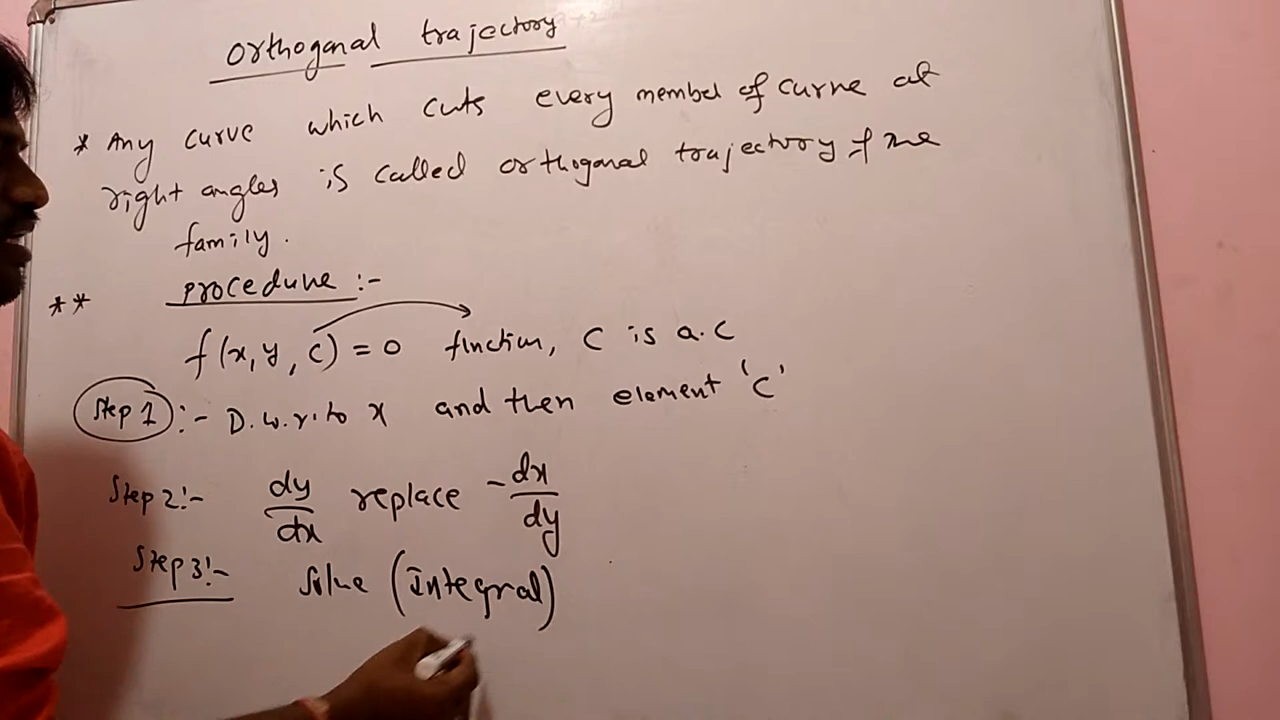 Orthogonal trajectory
* Any curve which cuts every member of curve at
right angles is called orthogonal trajectory of the
family.
** procedure :-
f(x, y, c) = 0 function, c is a.c
Step 1 :- D.w.r.to x and then element 'c'
Step 2:- dy/dx replace -dx/dy
Step 3:- Solve (integral)